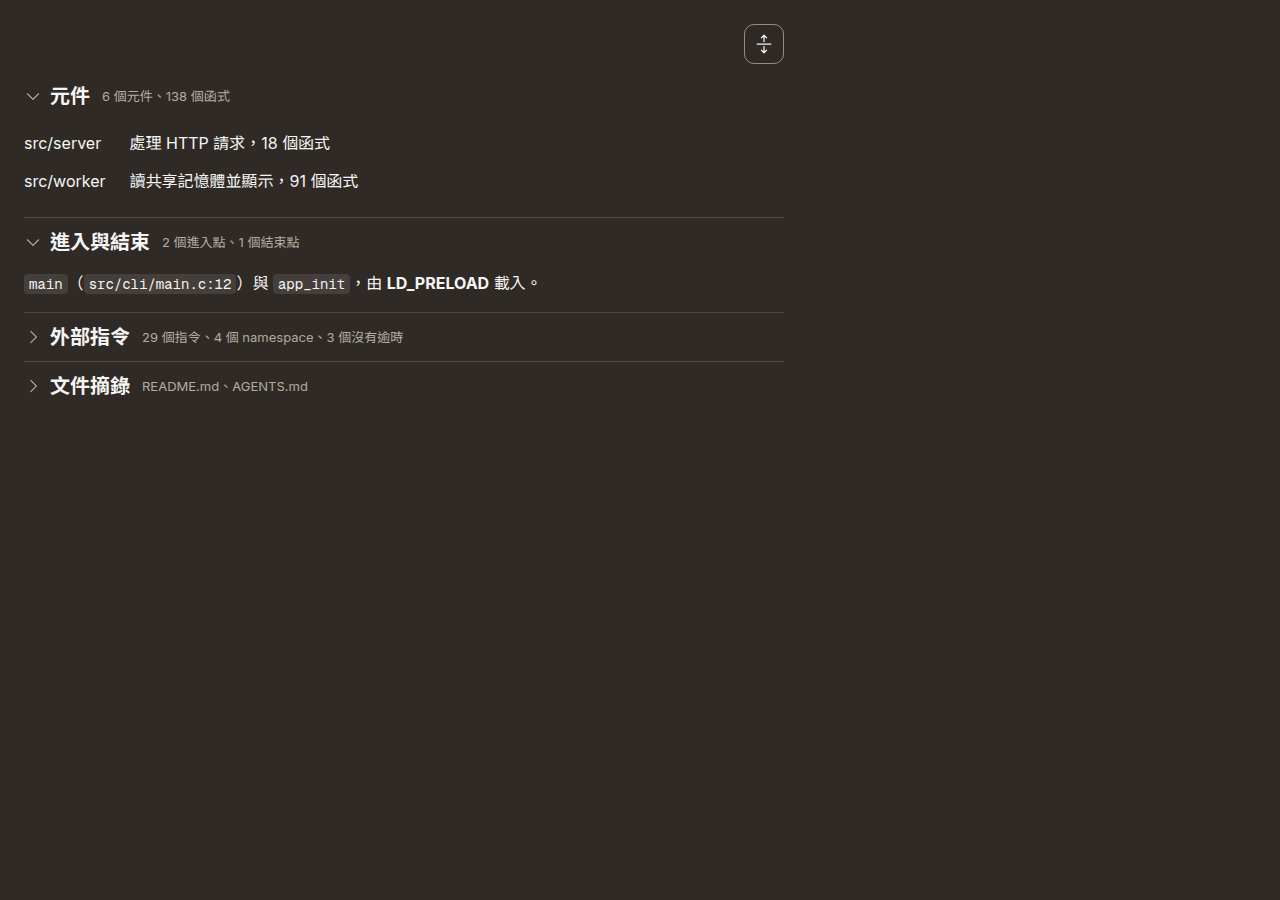 元件 6 個元件、138 個函式
src/server 處理 HTTP 請求，18 個函式
src/worker 讀共享記憶體並顯示，91 個函式
進入與結束 2 個進入點、1 個結束點
main（src/cli/main.c:12）與 app_init，由 LD_PRELOAD 載入。
外部指令 29 個指令、4 個 namespace、3 個沒有逾時
文件摘錄 README.md、AGENTS.md